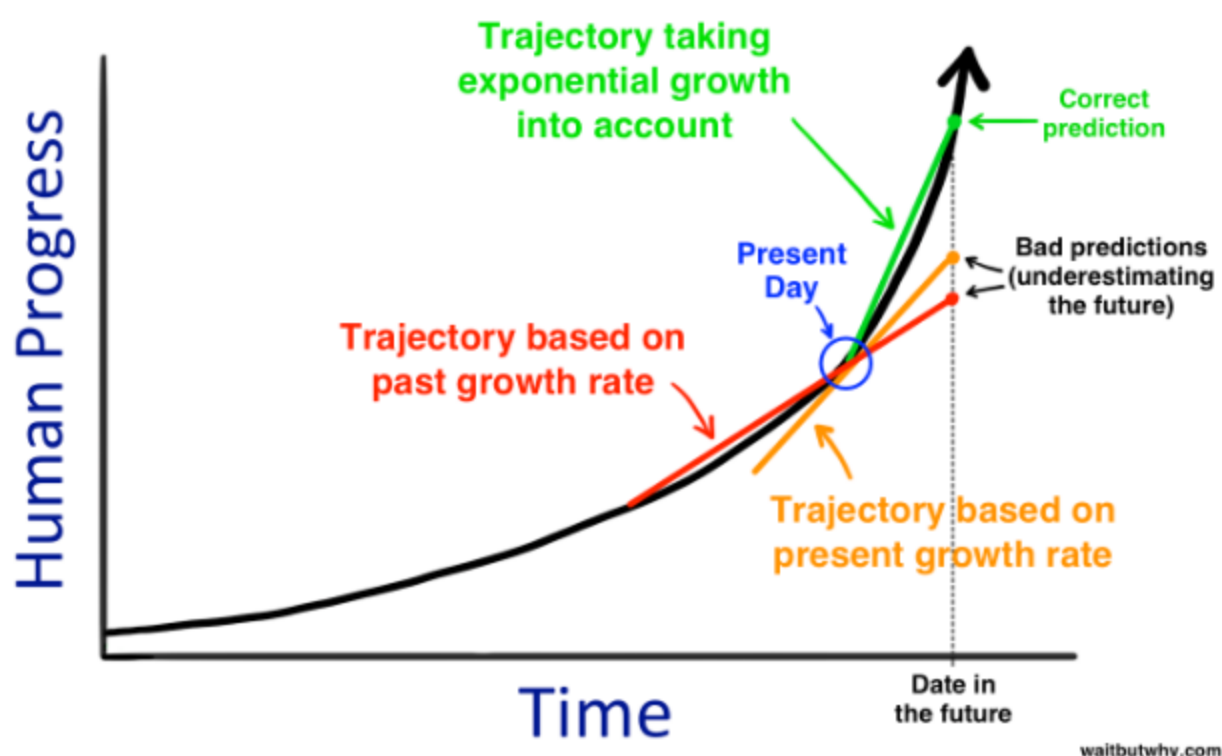 Trajectory taking
exponential growth
into account
Correct
prediction
Present
Day
Bad predictions
(underestimating
the future)
Trajectory based on
past growth rate
Trajectory based on
present growth rate
Human Progress
Time
Date in
the future
waitbutwhy.com